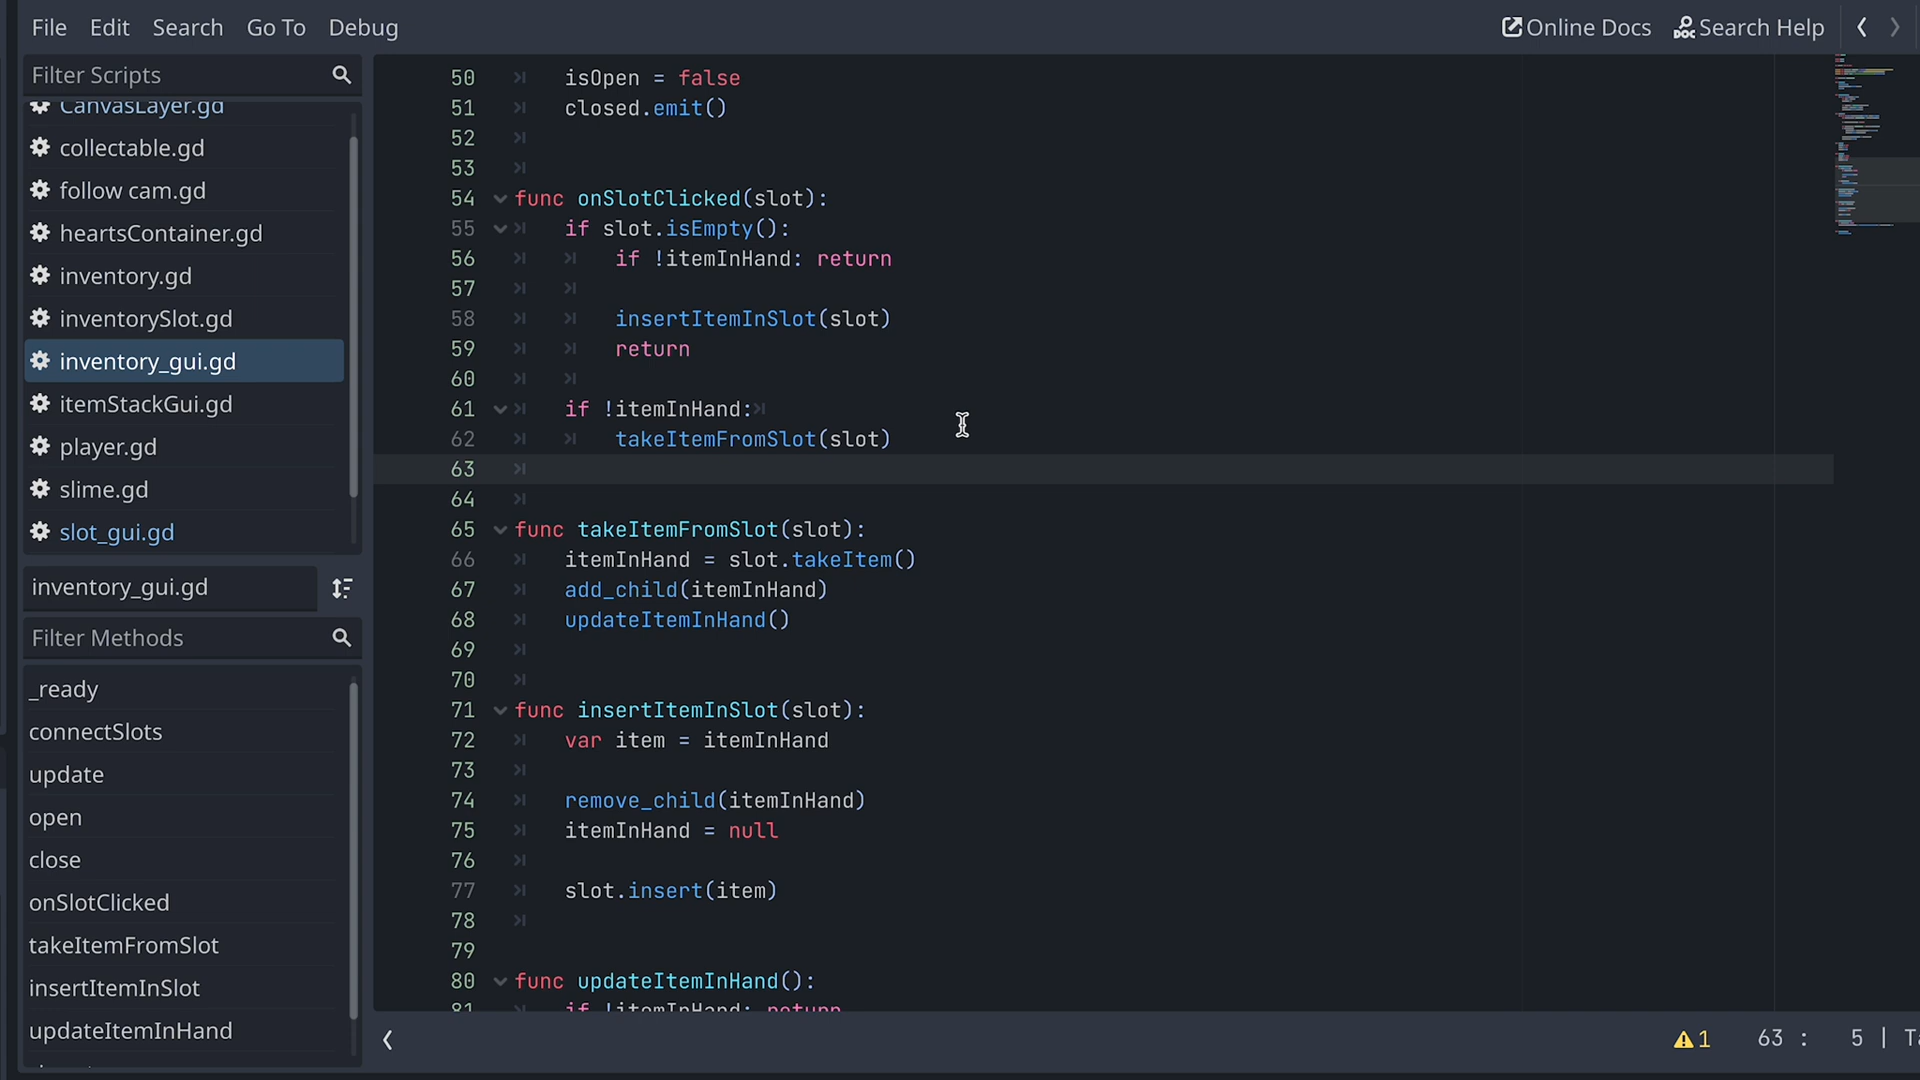 File Edit Search Go To Debug
Online Docs Search Help
Filter Scripts
CanvasLayer.gd
collectable.gd
follow cam.gd
heartsContainer.gd
inventory.gd
inventorySlot.gd
inventory_gui.gd
itemStackGui.gd
player.gd
slime.gd
slot_gui.gd
inventory_gui.gd
Filter Methods
_ready
connectSlots
update
open
close
onSlotClicked
takeItemFromSlot
insertItemInSlot
updateItemInHand
50 isOpen = false
51 closed.emit()
52
53
54 func onSlotClicked(slot):
55 if slot.isEmpty():
56 if !itemInHand: return
57
58 insertItemInSlot(slot)
59 return
60
61 if !itemInHand:
62 takeItemFromSlot(slot)
63
64
65 func takeItemFromSlot(slot):
66 itemInHand = slot.takeItem()
67 add_child(itemInHand)
68 updateItemInHand()
69
70
71 func insertItemInSlot(slot):
72 var item = itemInHand
73
74 remove_child(itemInHand)
75 itemInHand = null
76
77 slot.insert(item)
78
79
80 func updateItemInHand():
81 if !itemInHand: return
1 63 : 5 |